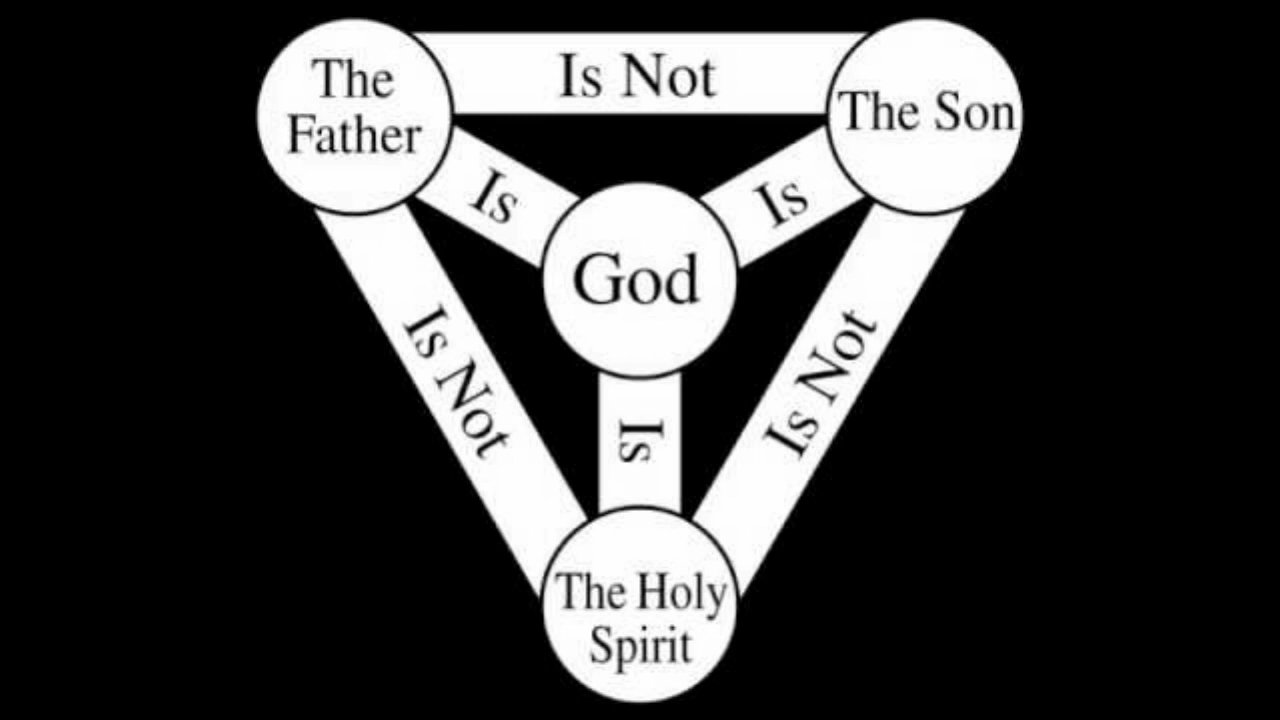 The
Father
Is Not
The Son
Is
Is
God
Is Not
Is Not
Is
The Holy
Spirit